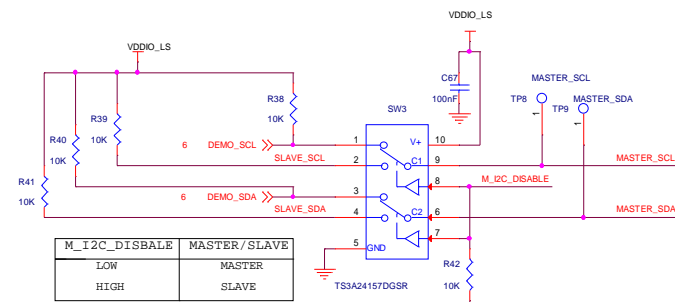 VDDIO_LS
VDDIO_LS
C67
100nF
MASTER_SCL
TP8
TP9
MASTER_SDA
1
1
R38
10K
R39
10K
R40
10K
R41
10K
SW3
6 DEMO_SCL
1
V+
10
SLAVE_SCL
2
C1
9
MASTER_SCL
8
M_I2C_DISABLE
6 DEMO_SDA
3
SLAVE_SDA
4
C2
6
MASTER_SDA
7
5
GND
R42
10K
TS3A24157DGSR
M_I2C_DISBALE MASTER/SLAVE
LOW MASTER
HIGH SLAVE